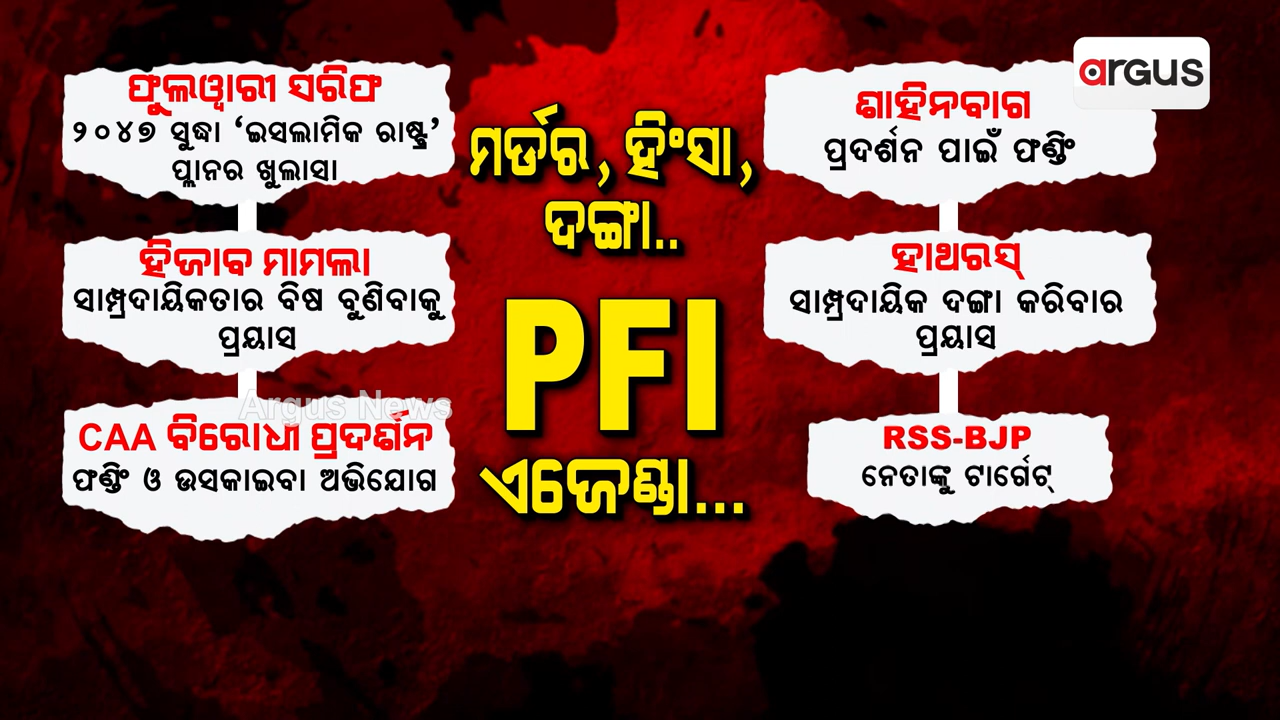 ଫୁଲୱାରୀ ସରିଫ
୨୦୪୭ ସୁଦ୍ଧା ‘ଇସଲାମିକ ରାଷ୍ଟ୍ର’
ପ୍ଲାନର ଖୁଲାସା
ହିଜାବ ମାମଲା
ସାମ୍ପ୍ରଦାୟିକତାର ବିଷ ବୁଣିବାକୁ
ପ୍ରୟାସ
Argus News
CAA ବିରୋଧୀ ପ୍ରଦର୍ଶନ
ଫଣ୍ଡିଂ ଓ ଉସକାଇବା ଅଭିଯୋଗ
ମର୍ଡର, ହିଂସା,
ଦଙ୍ଗା..
PFI
ଏଜେଣ୍ଡା...
argus
ଶାହିନବାଗ
ପ୍ରଦର୍ଶନ ପାଇଁ ଫଣ୍ଡିଂ
ହାଥରସ୍
ସାମ୍ପ୍ରଦାୟିକ ଦଙ୍ଗା କରିବାର
ପ୍ରୟାସ
RSS-BJP
ନେତାଙ୍କୁ ଟାର୍ଗେଟ୍